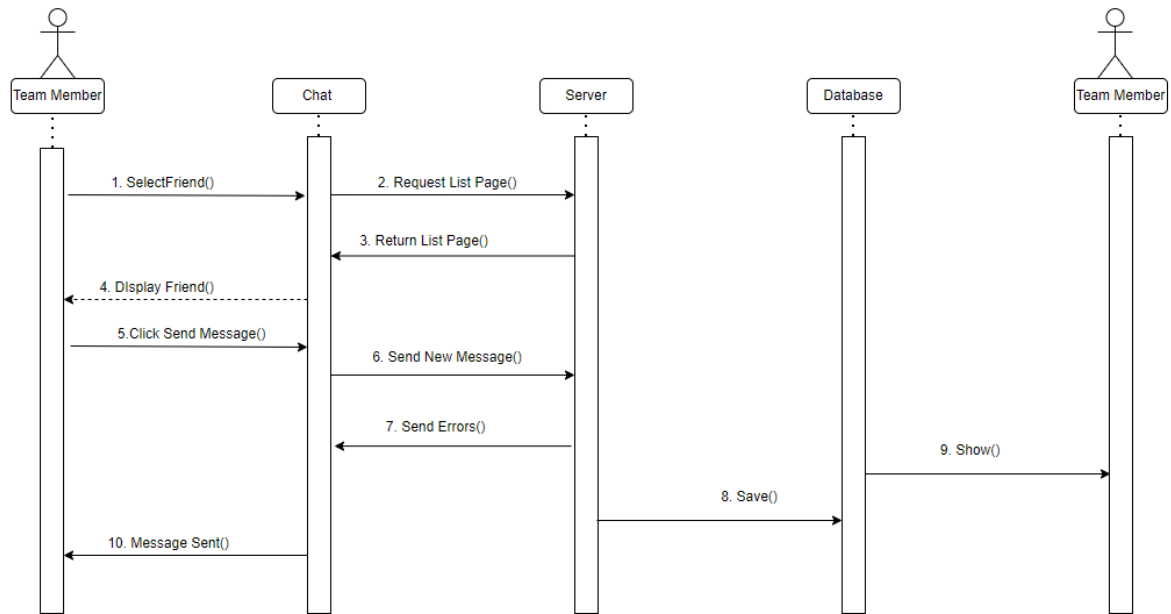 Team Member
Chat
Server
Database
Team Member
1. SelectFriend()
2. Request List Page()
3. Return List Page()
4. DIsplay Friend()
5.Click Send Message()
6. Send New Message()
7. Send Errors()
9. Show()
8. Save()
10. Message Sent()